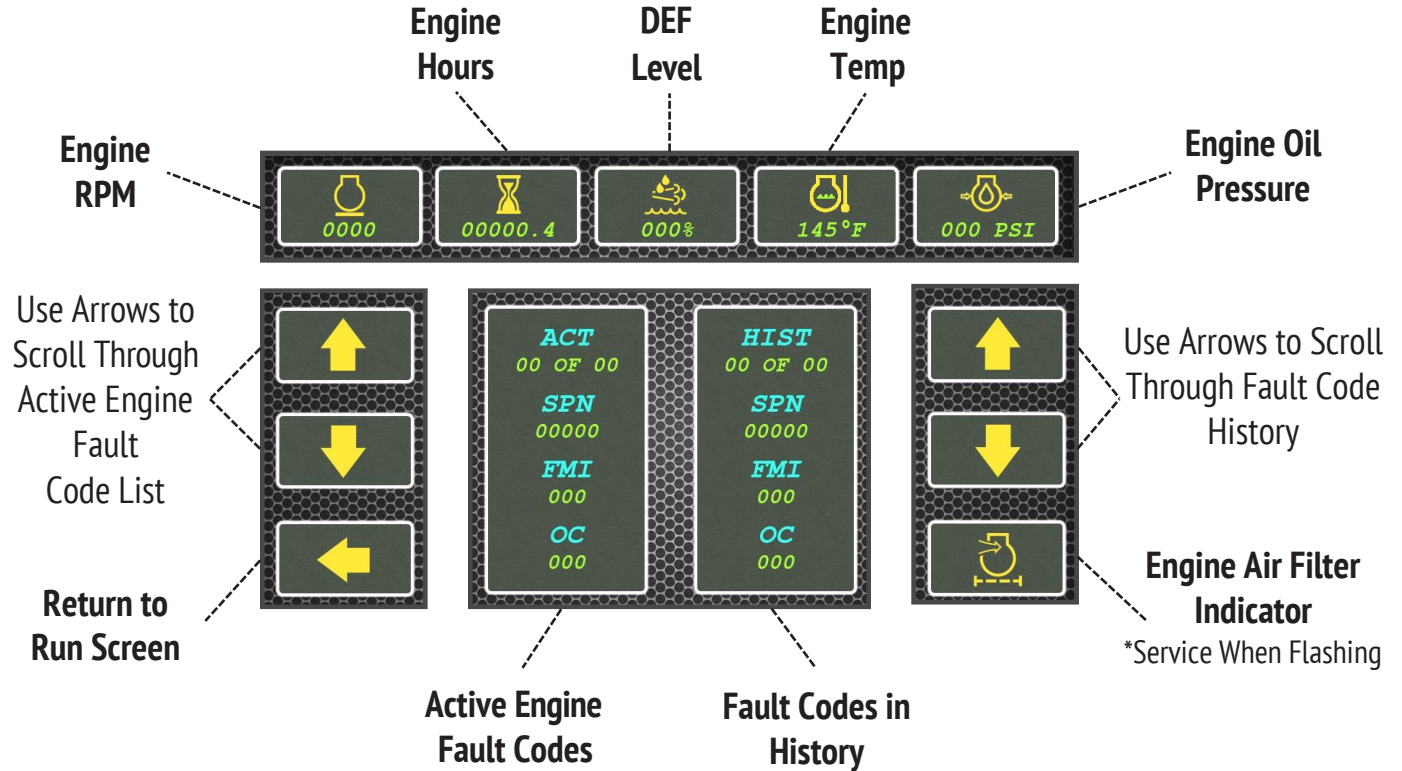 Engine
Hours
DEF
Level
Engine
Temp
Engine
RPM
Engine Oil
Pressure
0000
00000.4
000%
145°F
000 PSI
Use Arrows to
Scroll Through
Active Engine
Fault
Code List
ACT
00 OF 00
SPN
00000
FMI
000
OC
000
HIST
00 OF 00
SPN
00000
FMI
000
OC
000
Use Arrows to Scroll
Through Fault Code
History
Return to
Run Screen
Engine Air Filter
Indicator
*Service When Flashing
Active Engine
Fault Codes
Fault Codes in
History